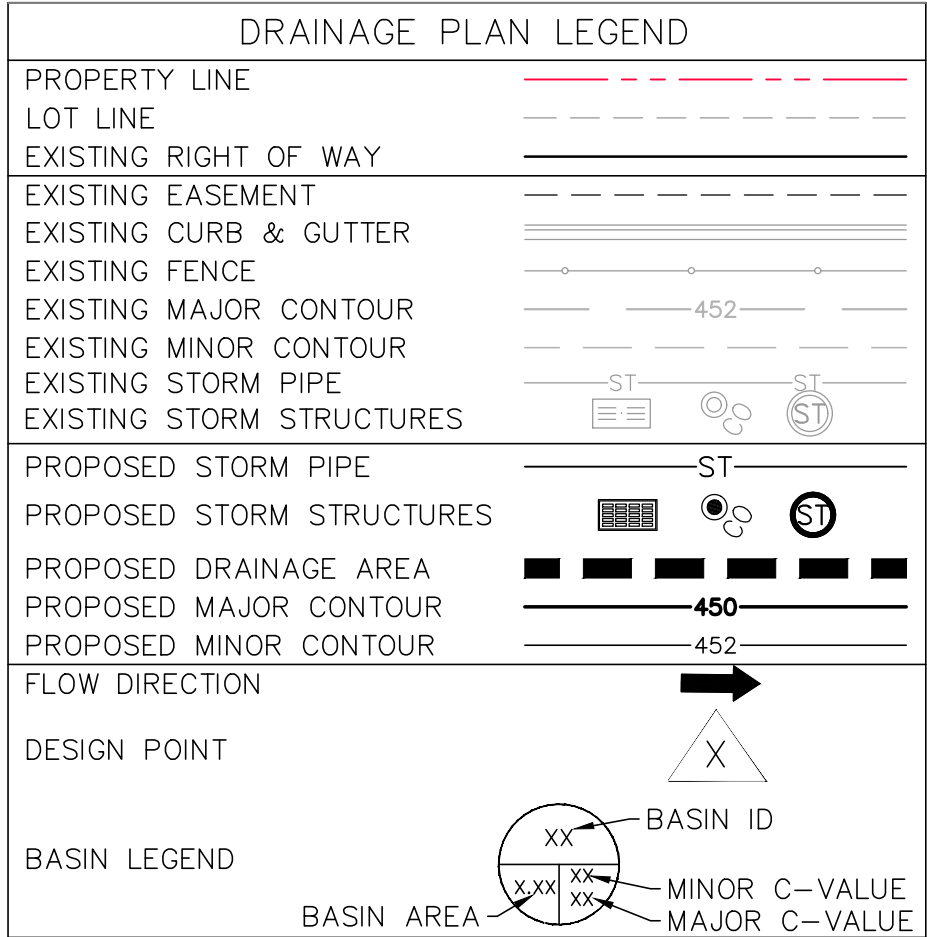 DRAINAGE PLAN LEGEND
PROPERTY LINE
LOT LINE
EXISTING RIGHT OF WAY
EXISTING EASEMENT
EXISTING CURB & GUTTER
EXISTING FENCE
EXISTING MAJOR CONTOUR 452
EXISTING MINOR CONTOUR
EXISTING STORM PIPE ST ST
EXISTING STORM STRUCTURES ST
PROPOSED STORM PIPE ST
PROPOSED STORM STRUCTURES ST
PROPOSED DRAINAGE AREA
PROPOSED MAJOR CONTOUR 450
PROPOSED MINOR CONTOUR 452
FLOW DIRECTION
DESIGN POINT X
BASIN LEGEND
XX BASIN ID
X.XX XX MINOR C-VALUE
XX MAJOR C-VALUE
BASIN AREA